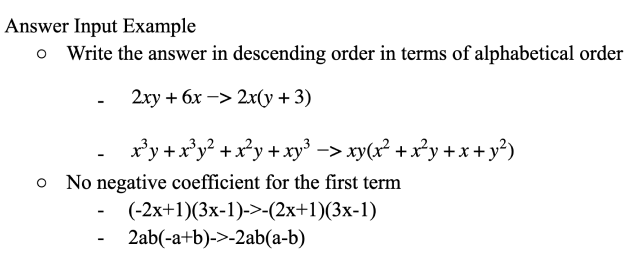 Answer Input Example
○ Write the answer in descending order in terms of alphabetical order
- 2xy + 6x −> 2x(y + 3)
- x³y + x³y² + x²y + xy³ −> xy(x² + x²y + x + y²)
○ No negative coefficient for the first term
- (-2x+1)(3x-1)->-(2x+1)(3x-1)
- 2ab(-a+b)->-2ab(a-b)